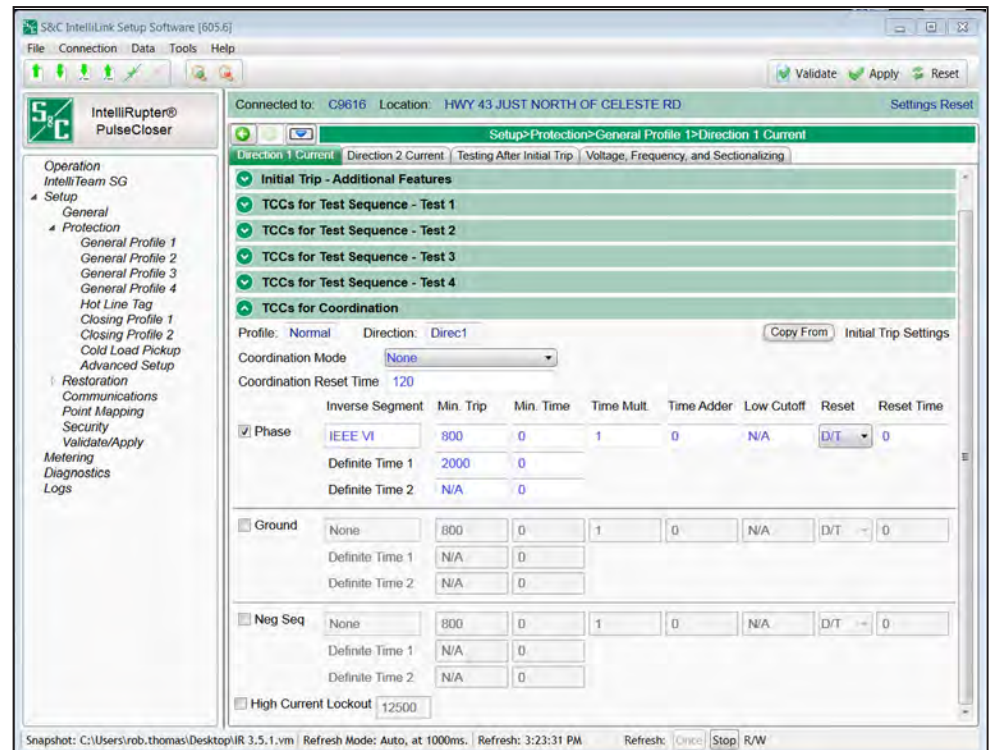 S&C IntelliLink Setup Software [605.6]
File Connection Data Tools Help
Validate Apply Reset
S&C IntelliRupter® PulseCloser
Connected to: C9616 Location: HWY 43 JUST NORTH OF CELESTE RD Settings Reset
Setup>Protection>General Profile 1>Direction 1 Current
Direction 1 Current Direction 2 Current Testing After Initial Trip Voltage, Frequency, and Sectionalizing
Operation
IntelliTeam SG
Setup
General
Protection
General Profile 1
General Profile 2
General Profile 3
General Profile 4
Hot Line Tag
Closing Profile 1
Closing Profile 2
Cold Load Pickup
Advanced Setup
Restoration
Communications
Point Mapping
Security
Validate/Apply
Metering
Diagnostics
Logs
Initial Trip - Additional Features
TCCs for Test Sequence - Test 1
TCCs for Test Sequence - Test 2
TCCs for Test Sequence - Test 3
TCCs for Test Sequence - Test 4
TCCs for Coordination
Profile: Normal Direction: Direc1 Copy From Initial Trip Settings
Coordination Mode None
Coordination Reset Time 120
Inverse Segment Min. Trip Min. Time Time Mult. Time Adder Low Cutoff Reset Reset Time
Phase IEEE VI 800 0 1 0 N/A D/T 0
Definite Time 1 2000 0
Definite Time 2 N/A 0
Ground None 800 0 1 0 N/A D/T 0
Definite Time 1 N/A 0
Definite Time 2 N/A 0
Neg Seq None 800 0 1 0 N/A D/T 0
Definite Time 1 N/A 0
Definite Time 2 N/A 0
High Current Lockout 12500
Snapshot: C:\Users\rob.thomas\Desktop\IR 3.5.1.vm Refresh Mode: Auto, at 1000ms. Refresh: 3:23:31 PM Refresh: Once Stop R/W